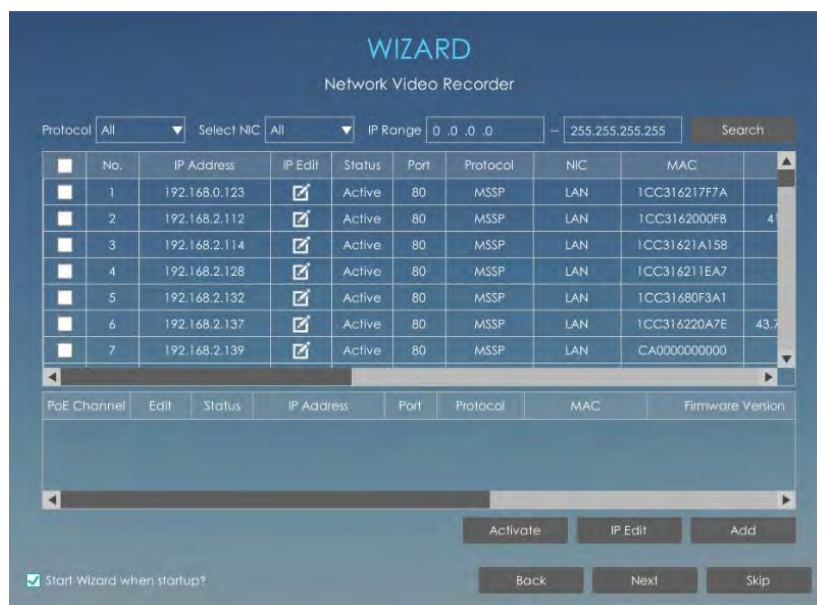 WIZARD
Network Video Recorder
Protocol All Select NIC All IP Range 0 .0 .0 .0 – 255.255.255.255 Search
No. IP Address IP Edit Status Port Protocol NIC MAC
1 192.168.0.123 Active 80 MSSP LAN 1CC316217F7A
2 192.168.2.112 Active 80 MSSP LAN 1CC3162000FB 41
3 192.168.2.114 Active 80 MSSP LAN 1CC31621A158
4 192.168.2.128 Active 80 MSSP LAN 1CC316211EA7
5 192.168.2.132 Active 80 MSSP LAN 1CC31680F3A1
6 192.168.2.137 Active 80 MSSP LAN 1CC316220A7E 43.7
7 192.168.2.139 Active 80 MSSP LAN CA0000000000
PoE Channel Edit Status IP Address Port Protocol MAC Firmware Version
Activate IP Edit Add
Start Wizard when startup? Back Next Skip